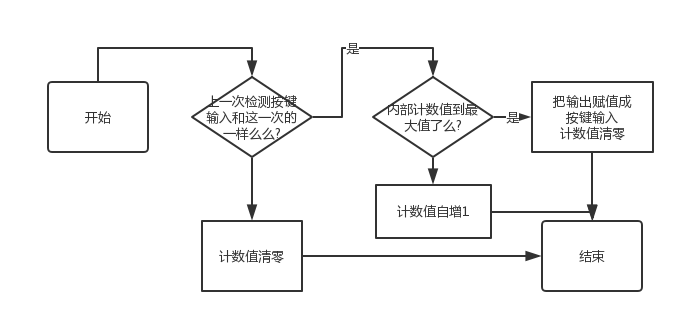 是
开始
上一次检测按键
输入和这一次的
一样么么?
内部计数值到最
大值了么?
是
把输出赋值成
按键输入
计数值清零
计数值自增1
计数值清零
结束